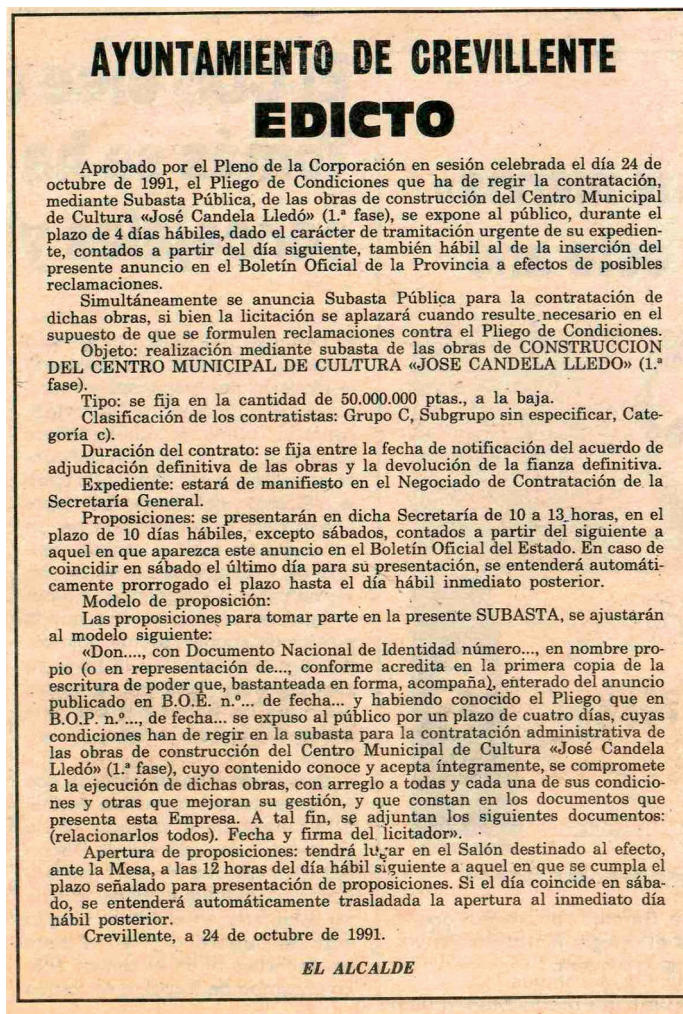 AYUNTAMIENTO DE CREVILLENTE
EDICTO
Aprobado por el Pleno de la Corporación en sesión celebrada el día 24 de
octubre de 1991, el Pliego de Condiciones que ha de regir la contratación,
mediante Subasta Pública, de las obras de construcción del Centro Municipal
de Cultura «José Candela Lledó» (1.ª fase), se expone al público, durante el
plazo de 4 días hábiles, dado el carácter de tramitación urgente de su expedien-
te, contados a partir del día siguiente, también hábil al de la inserción del
presente anuncio en el Boletín Oficial de la Provincia a efectos de posibles
reclamaciones.
Simultáneamente se anuncia Subasta Pública para la contratación de
dichas obras, si bien la licitación se aplazará cuando resulte necesario en el
supuesto de que se formulen reclamaciones contra el Pliego de Condiciones.
Objeto: realización mediante subasta de las obras de CONSTRUCCION
DEL CENTRO MUNICIPAL DE CULTURA «JOSE CANDELA LLEDO» (1.ª
fase).
Tipo: se fija en la cantidad de 50.000.000 ptas., a la baja.
Clasificación de los contratistas: Grupo C, Subgrupo sin especificar, Cate-
goría c).
Duración del contrato: se fija entre la fecha de notificación del acuerdo de
adjudicación definitiva de las obras y la devolución de la fianza definitiva.
Expediente: estará de manifiesto en el Negociado de Contratación de la
Secretaría General.
Proposiciones: se presentarán en dicha Secretaría de 10 a 13 horas, en el
plazo de 10 días hábiles, excepto sábados, contados a partir del siguiente a
aquel en que aparezca este anuncio en el Boletín Oficial del Estado. En caso de
coincidir en sábado el último día para su presentación, se entenderá automáti-
camente prorrogado el plazo hasta el día hábil inmediato posterior.
Modelo de proposición:
Las proposiciones para tomar parte en la presente SUBASTA, se ajustarán
al modelo siguiente:
«Don...., con Documento Nacional de Identidad número..., en nombre pro-
pio (o en representación de..., conforme acredita en la primera copia de la
escritura de poder que, bastanteada en forma, acompaña), enterado del anuncio
publicado en B.O.E. n.º... de fecha... y habiendo conocido el Pliego que en
B.O.P. n.º..., de fecha... se expuso al público por un plazo de cuatro días, cuyas
condiciones han de regir en la subasta para la contratación administrativa de
las obras de construcción del Centro Municipal de Cultura «José Candela
Lledó» (1.ª fase), cuyo contenido conoce y acepta íntegramente, se compromete
a la ejecución de dichas obras, con arreglo a todas y cada una de sus condicio-
nes y otras que mejoran su gestión, y que constan en los documentos que
presenta esta Empresa. A tal fin, se adjuntan los siguientes documentos:
(relacionarlos todos). Fecha y firma del licitador».
Apertura de proposiciones: tendrá lugar en el Salón destinado al efecto,
ante la Mesa, a las 12 horas del día hábil siguiente a aquel en que se cumpla el
plazo señalado para presentación de proposiciones. Si el día coincide en sába-
do, se entenderá automáticamente trasladada la apertura al inmediato día
hábil posterior.
Crevillente, a 24 de octubre de 1991.
EL ALCALDE